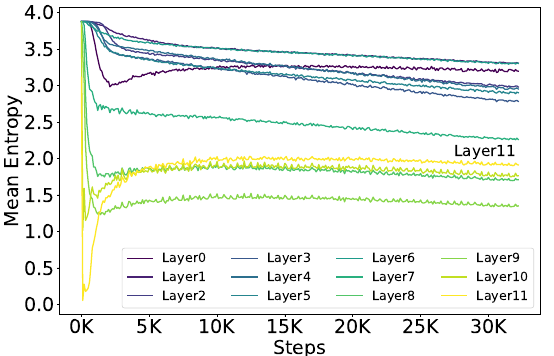 4.0
3.5
3.0
2.5
2.0
1.5
1.0
4.5
0.0
Mean Entropy
Layer11
Layer0 Layer3 Layer6 Layer9
Layer1 Layer4 Layer7 Layer10
Layer2 Layer5 Layer8 Layer11
0K 5K 10K 15K 20K 25K 30K
Steps